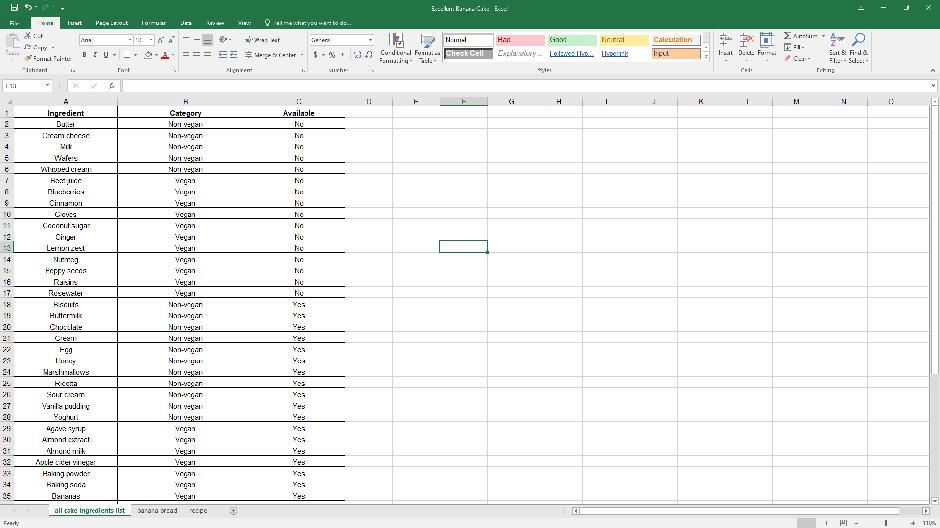 Excellent Banana Cake - Excel
File Home Insert Page Layout Formulas Data Review View Tell me what you want to do...
Paste
Cut
Copy
Format Painter
Clipboard
Arial 10
B I U
Font
Wrap Text
Merge & Center
Alignment
General
$ % ,
Number
Conditional Formatting
Format as Table
Normal Bad Good Neutral Calculation
Check Cell Explanatory ... Followed Hyp... Hyperlink Input
Styles
Insert Delete Format
Cells
AutoSum
Fill
Clear
Sort & Filter
Find & Select
Editing
F13
A B C D E F G H I J K L M N O
1 Ingredient Category Available
2 Butter Non-vegan No
3 Cream cheese Non-vegan No
4 Milk Non-vegan No
5 Wafers Non-vegan No
6 Whipped cream Non-vegan No
7 Beet juice Vegan No
8 Blueberries Vegan No
9 Cinnamon Vegan No
10 Cloves Vegan No
11 Coconut sugar Vegan No
12 Ginger Vegan No
13 Lemon zest Vegan No
14 Nutmeg Vegan No
15 Poppy seeds Vegan No
16 Raisins Vegan No
17 Rosewater Vegan No
18 Biscuits Non-vegan Yes
19 Buttermilk Non-vegan Yes
20 Chocolate Non-vegan Yes
21 Cream Non-vegan Yes
22 Egg Non-vegan Yes
23 Honey Non-vegan Yes
24 Marshmallows Non-vegan Yes
25 Ricotta Non-vegan Yes
26 Sour cream Non-vegan Yes
27 Vanilla pudding Non-vegan Yes
28 Yoghurt Non-vegan Yes
29 Agave syrup Vegan Yes
30 Almond extract Vegan Yes
31 Almond milk Vegan Yes
32 Apple cider vinegar Vegan Yes
33 Baking powder Vegan Yes
34 Baking soda Vegan Yes
35 Bananas Vegan Yes
all cake ingredients list banana bread recipe
Ready 110%